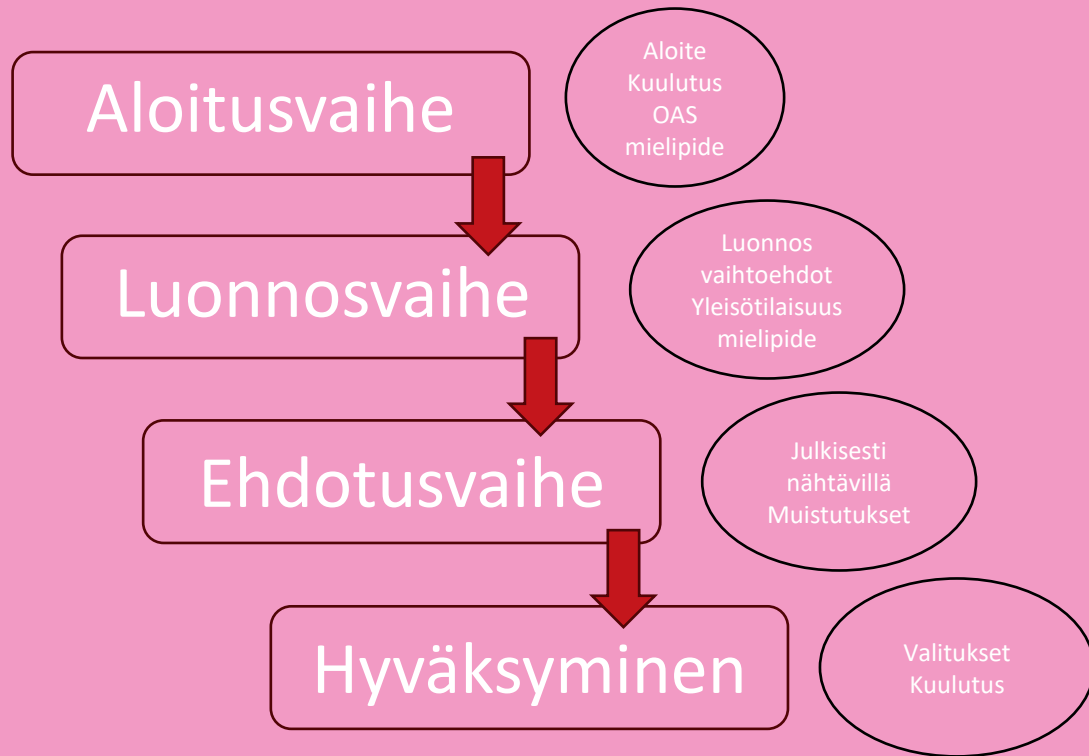 Aloitusvaihe
Aloite
Kuulutus
OAS
mielipide
Luonnosvaihe
Luonnos
vaihtoehdot
Yleisötilaisuus
mielipide
Ehdotusvaihe
Julkisesti
nähtävillä
Muistutukset
Hyväksyminen
Valitukset
Kuulutus